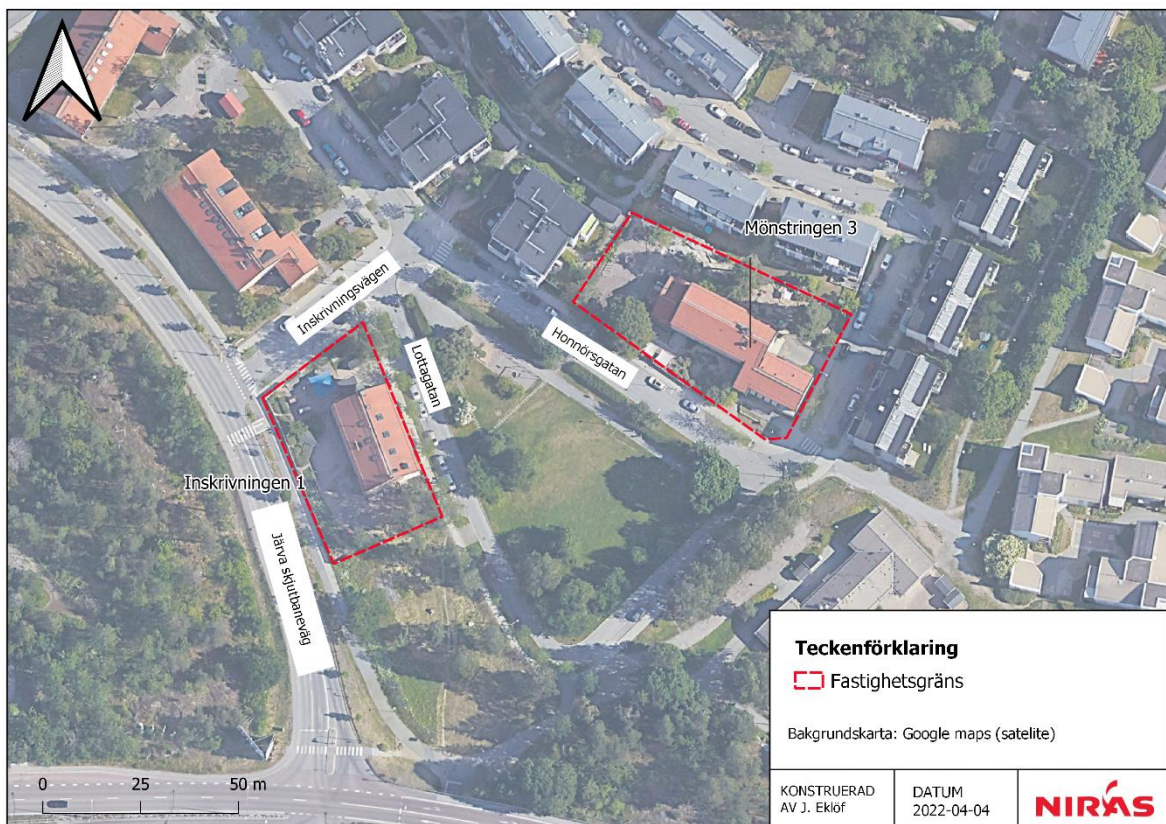 Mönstringen 3
Inskrivningsvägen
Honnörsgatan
Lottagatan
Inskrivningen 1
Järva skjutbaneväg
Teckenförklaring
Fastighetsgräns
Bakgrundskarta: Google maps (satelite)
0 25 50 m
KONSTRUERAD
AV J. Eklöf
DATUM
2022-04-04
NIRÁS